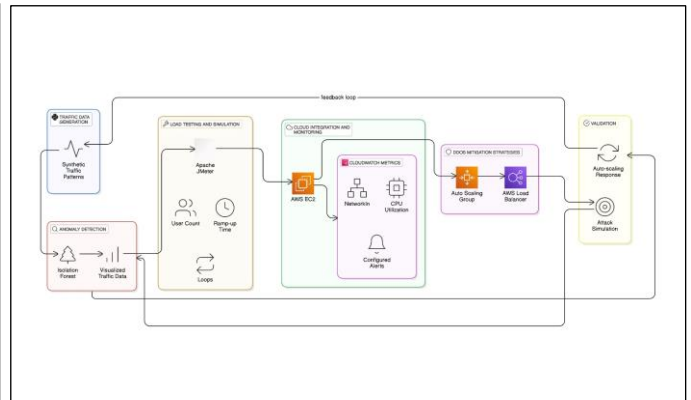 feedback loop
TRAFFIC DATA
GENERATION
Synthetic
Traffic
Patterns
ANOMALY DETECTION
Isolation
Forest
Visualized
Traffic Data
LOAD TESTING AND SIMULATION
Apache
JMeter
User Count
Ramp-up
Time
Loops
CLOUD INTEGRATION AND
MONITORING
AWS EC2
CLOUDWATCH METRICS
NetworkIn
CPU
Utilization
Configured
Alerts
DDOS MITIGATION STRATEGIES
Auto Scaling
Group
AWS Load
Balancer
VALIDATION
Auto-scaling
Response
Attack
Simulation